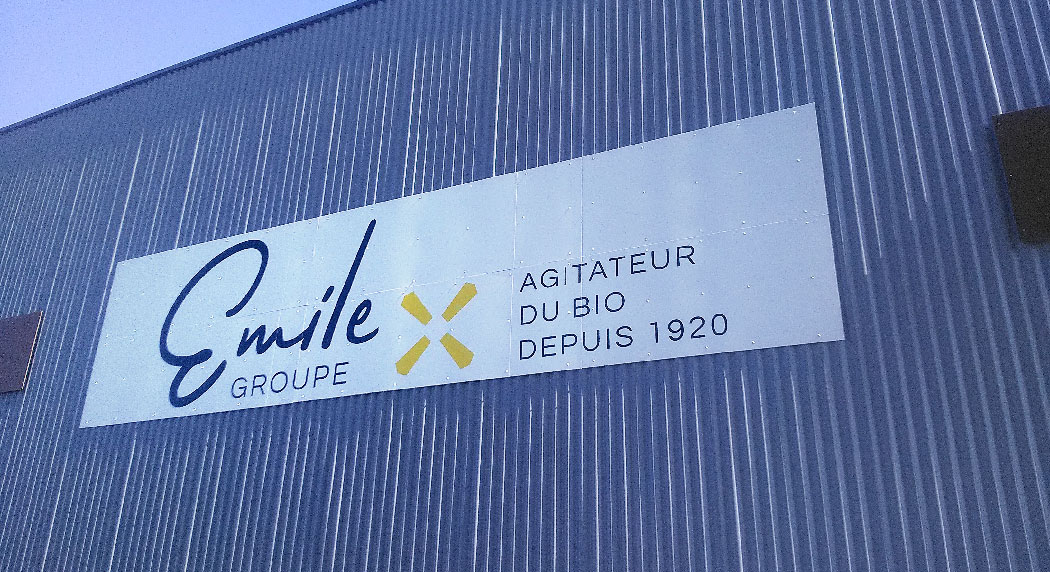 Emile
GROUPE
AGITATEUR
DU BIO
DEPUIS 1920